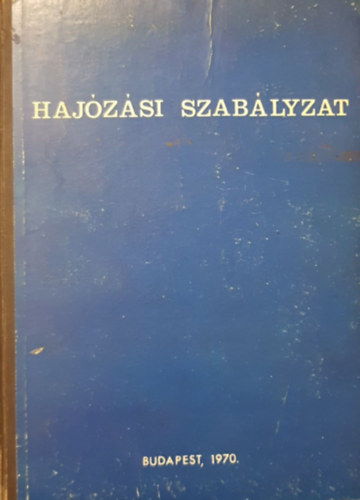 HAJÓZÁSI SZABÁLYZAT
BUDAPEST, 1970.